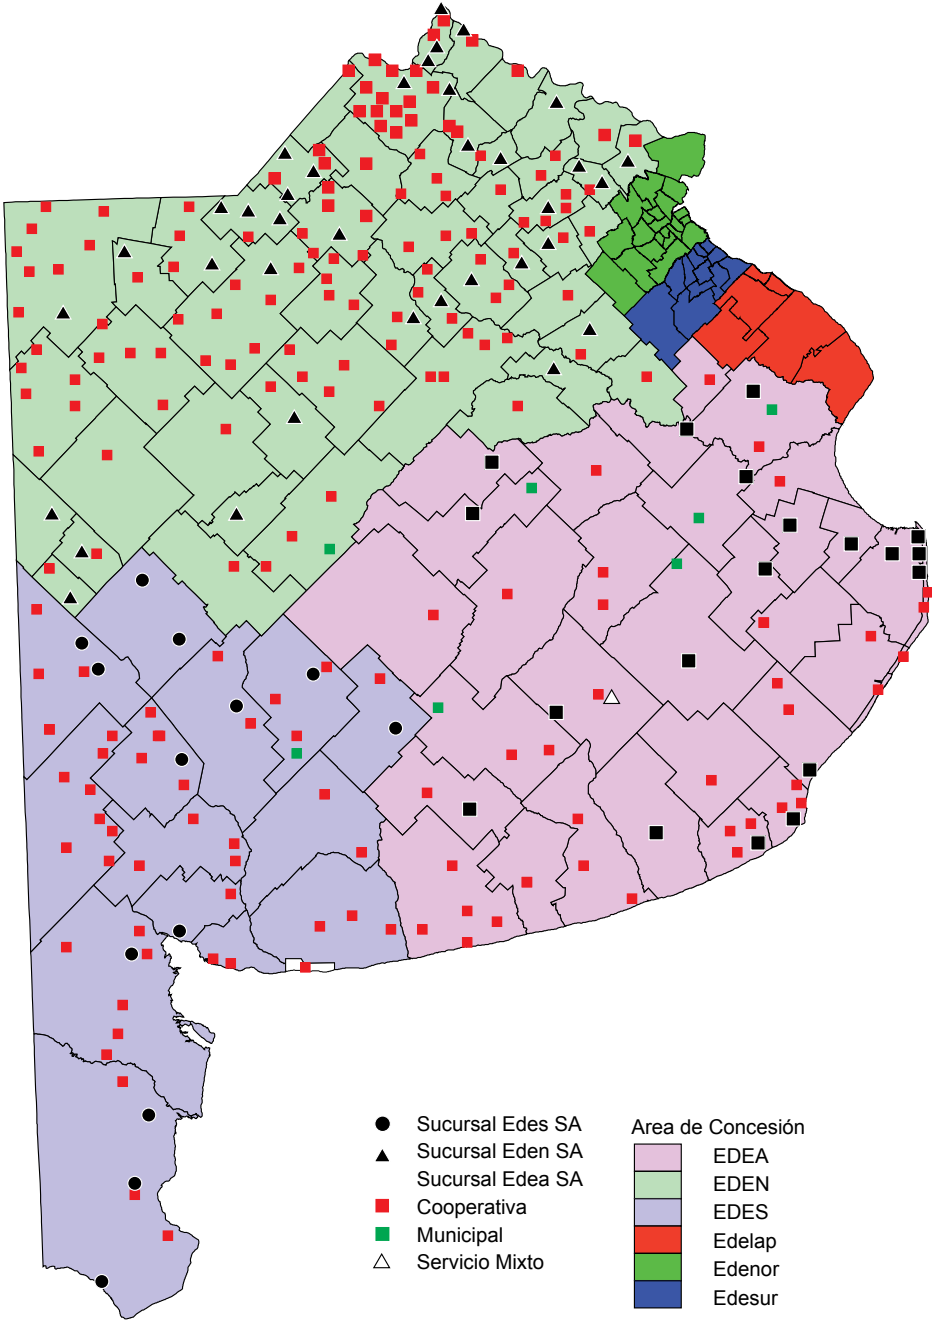 Sucursal Edes SA
Sucursal Eden SA
Sucursal Edea SA
Cooperativa
Municipal
Servicio Mixto
Area de Concesión
EDEA
EDEN
EDES
Edelap
Edenor
Edesur